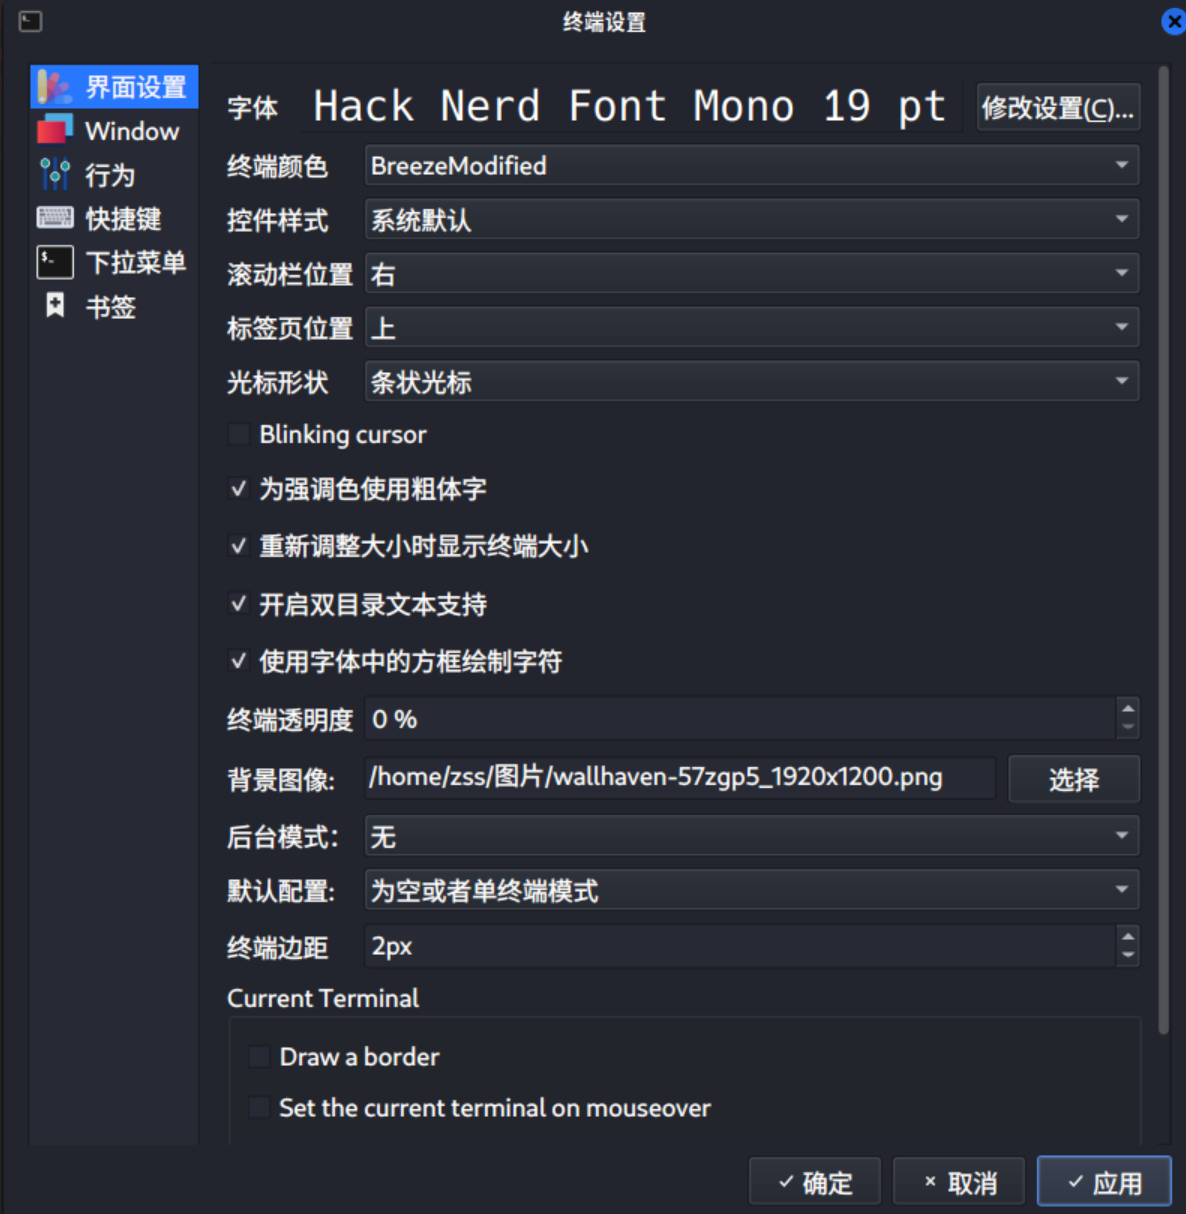 终端设置
界面设置
Window
行为
快捷键
下拉菜单
书签
字体 Hack Nerd Font Mono 19 pt 修改设置(C)...
终端颜色 BreezeModified
控件样式 系统默认
滚动栏位置 右
标签页位置 上
光标形状 条状光标
Blinking cursor
为强调色使用粗体字
重新调整大小时显示终端大小
开启双目录文本支持
使用字体中的方框绘制字符
终端透明度 0 %
背景图像: /home/zss/图片/wallhaven-57zgp5_1920x1200.png 选择
后台模式： 无
默认配置: 为空或者单终端模式
终端边距 2px
Current Terminal
Draw a border
Set the current terminal on mouseover
确定 取消 应用